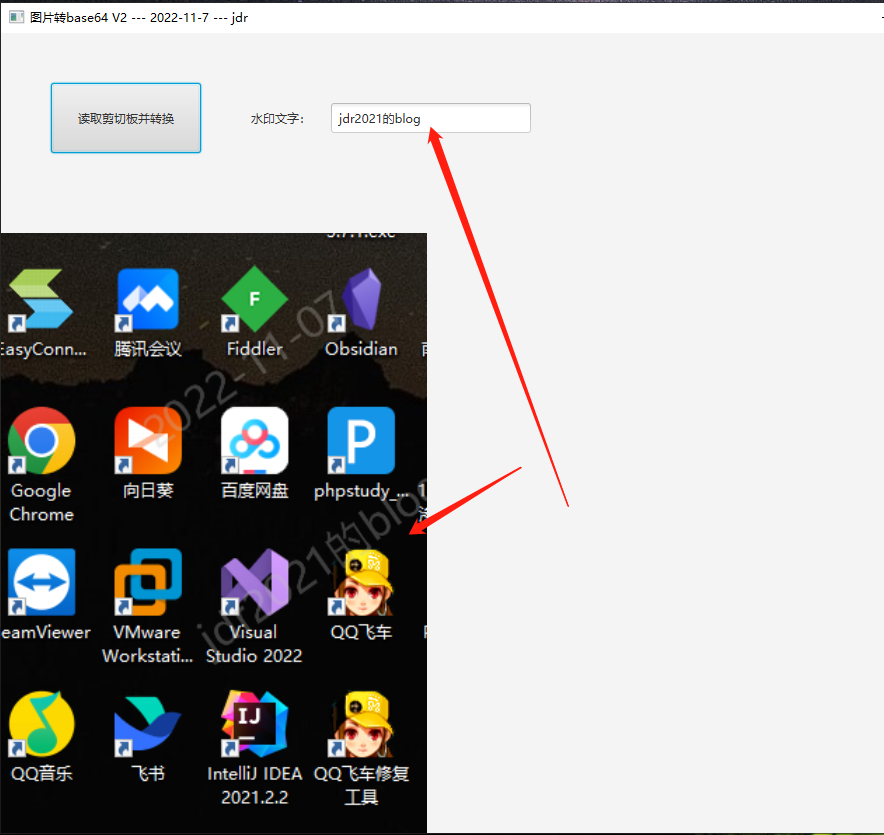 图片转base64 V2 --- 2022-11-7 --- jdr
读取剪切板并转换
水印文字：
jdr2021的blog
EasyConn...
腾讯会议
F
Fiddler
Obsidian
2022-11-07
Google
Chrome
向日葵
百度网盘
P
phpstudy_...
jdr2021的blog
eamViewer
VMware
Workstati...
Visual
Studio 2022
QQ飞车
QQ音乐
飞书
IJ
IntelliJ IDEA
2021.2.2
QQ飞车修复
工具